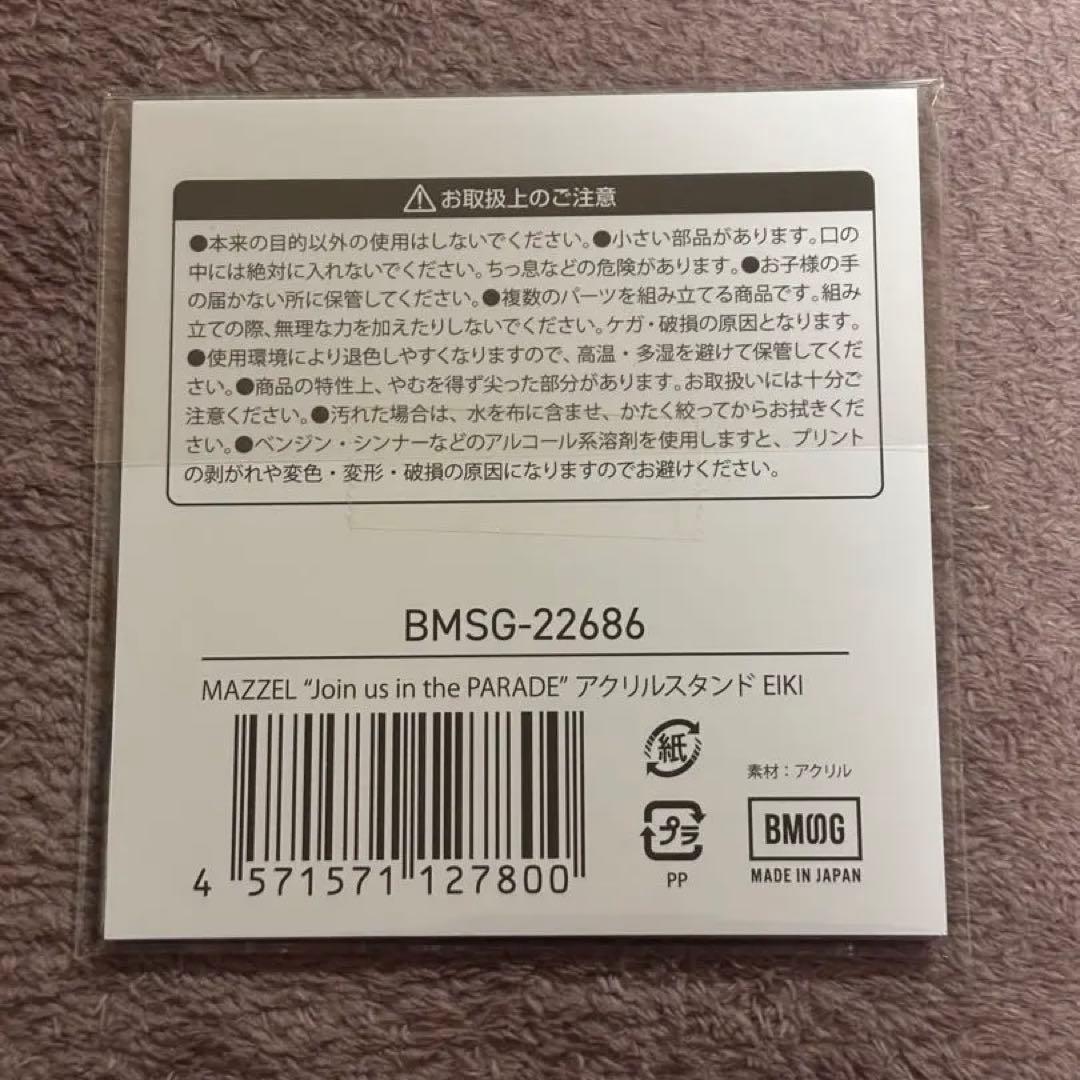 ⚠お取扱上のご注意
●本来の目的以外の使用はしないでください。●小さい部品があります。口の
中には絶対に入れないでください。ちっ息などの危険があります。●お子様の手
の届かない所に保管してください。●複数のパーツを組み立てる商品です。組み
立ての際、無理な力を加えたりしないでください。ケガ・破損の原因となります。
●使用環境により退色しやすくなりますので、高温・多湿を避けて保管してくだ
さい。●商品の特性上、やむを得ず尖った部分があります。お取扱いには十分ご
注意ください。●汚れた場合は、水を布に含ませ、かたく絞ってからお拭きくだ
さい。●ベンジン・シンナーなどのアルコール系溶剤を使用しますと、プリント
の剥がれや変色・変形・破損の原因になりますのでお避けください。
BMSG-22686
MAZZEL “Join us in the PARADE” アクリルスタンド EIKI
紙
素材：アクリル
プラ
PP
BMSG
MADE IN JAPAN
4 571571 127800